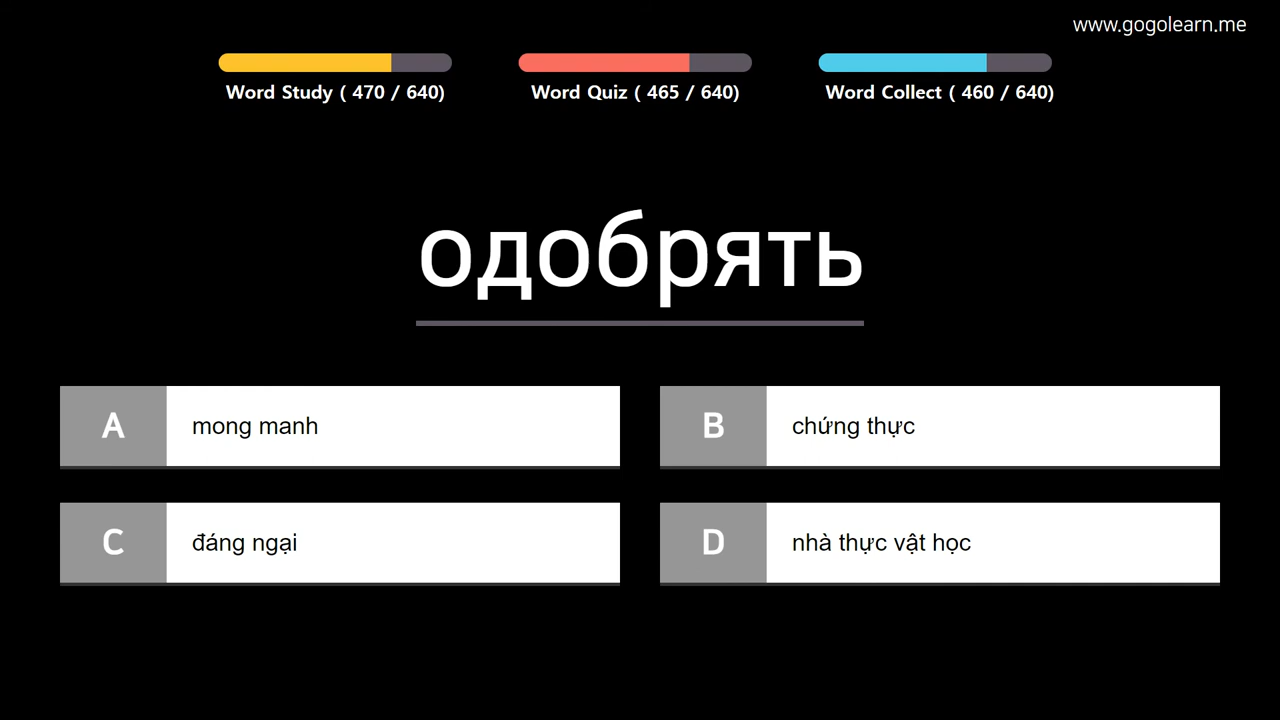 www.gogolearn.me
Word Study ( 470 / 640)
Word Quiz ( 465 / 640)
Word Collect ( 460 / 640)
одобрять
A mong manh
B chứng thực
C đáng ngại
D nhà thực vật học